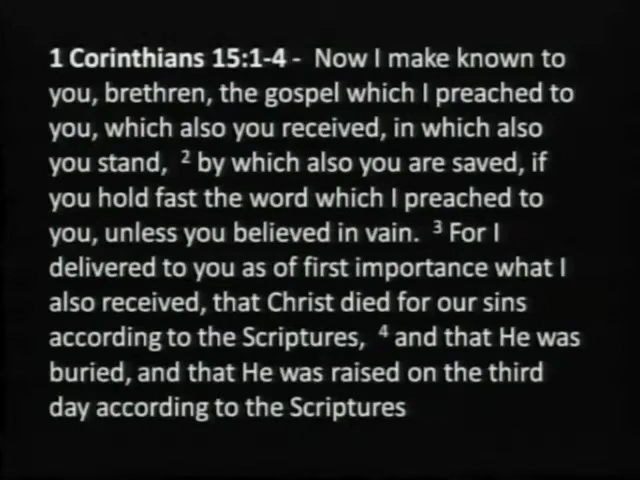 1 Corinthians 15:1-4 - Now I make known to
you, brethren, the gospel which I preached to
you, which also you received, in which also
you stand, ² by which also you are saved, if
you hold fast the word which I preached to
you, unless you believed in vain. ³ For I
delivered to you as of first importance what I
also received, that Christ died for our sins
according to the Scriptures, ⁴ and that He was
buried, and that He was raised on the third
day according to the Scriptures